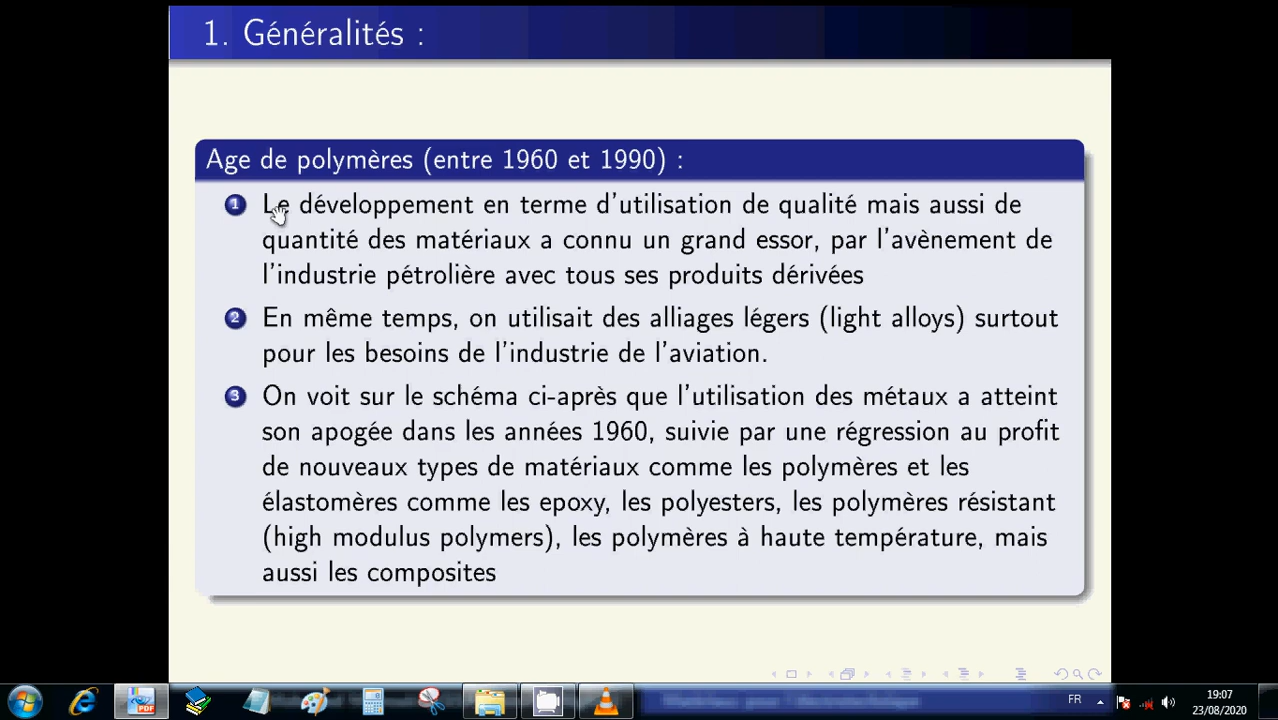 1. Généralités :
Age de polymères (entre 1960 et 1990) :
1 Le développement en terme d'utilisation de qualité mais aussi de
quantité des matériaux a connu un grand essor, par l'avènement de
l'industrie pétrolière avec tous ses produits dérivées
2 En même temps, on utilisait des alliages légers (light alloys) surtout
pour les besoins de l'industrie de l'aviation.
3 On voit sur le schéma ci-après que l'utilisation des métaux a atteint
son apogée dans les années 1960, suivie par une régression au profit
de nouveaux types de matériaux comme les polymères et les
élastomères comme les epoxy, les polyesters, les polymères résistant
(high modulus polymers), les polymères à haute température, mais
aussi les composites
PDF
FR
19:07
23/08/2020